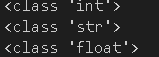 <class 'int'>
<class 'str'>
<class 'float'>